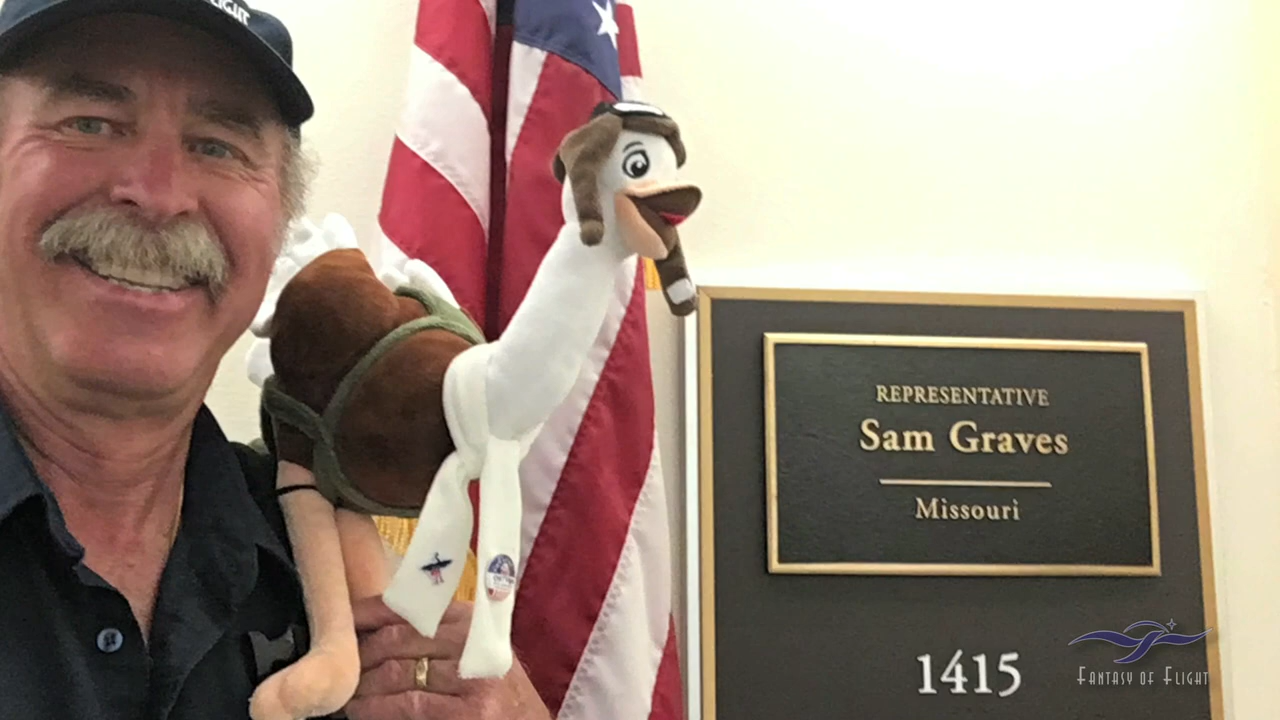 REPRESENTATIVE
Sam Graves
Missouri
1415
FANTASY OF FLIGHT